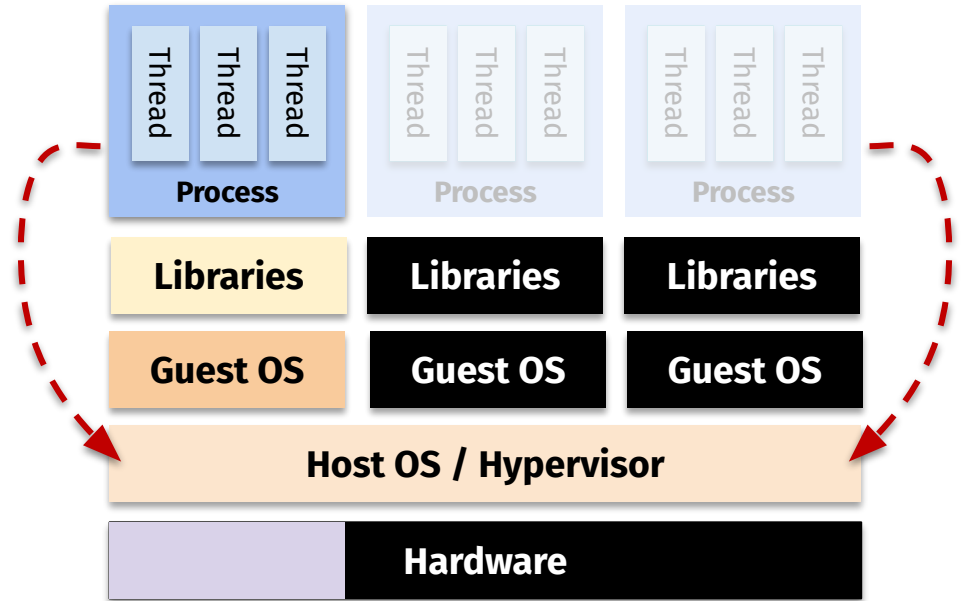 Thread Thread Thread
Process
Thread Thread Thread
Process
Thread Thread Thread
Process
Libraries
Libraries
Libraries
Guest OS
Guest OS
Guest OS
Host OS / Hypervisor
Hardware